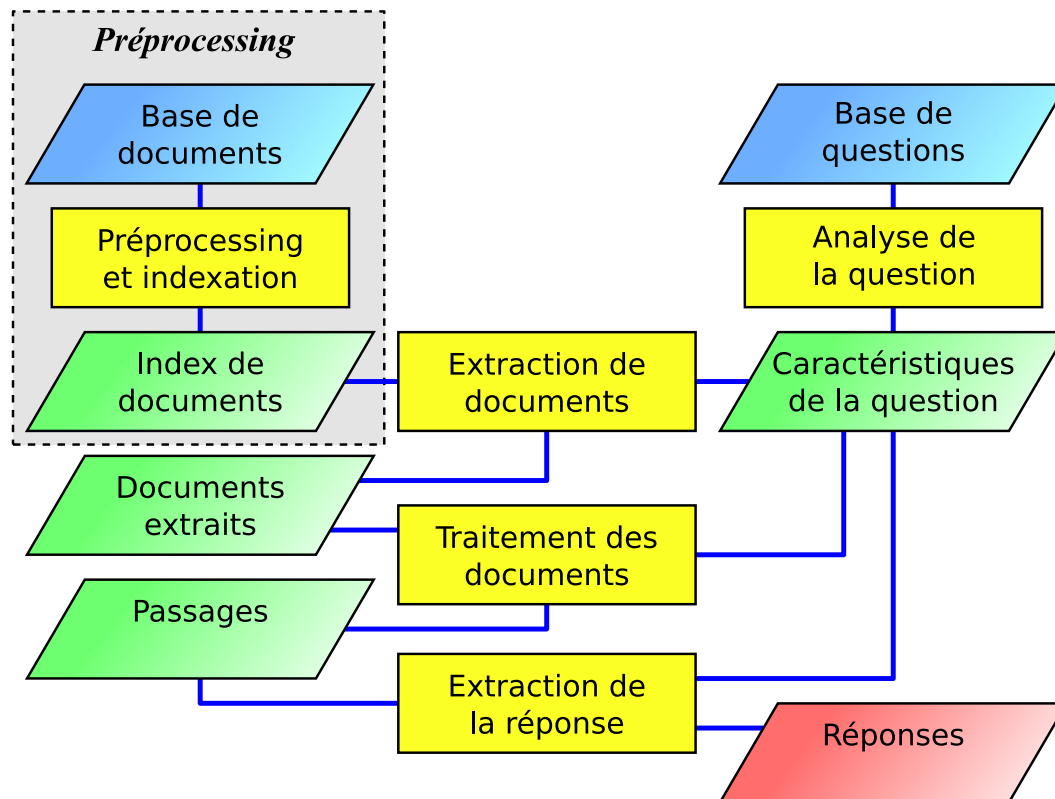 Préprocessing
Base de
documents
Base de
questions
Préprocessing
et indexation
Analyse de
la question
Index de
documents
Extraction de
documents
Caractéristiques
de la question
Documents
extraits
Traitement des
documents
Passages
Extraction de
la réponse
Réponses